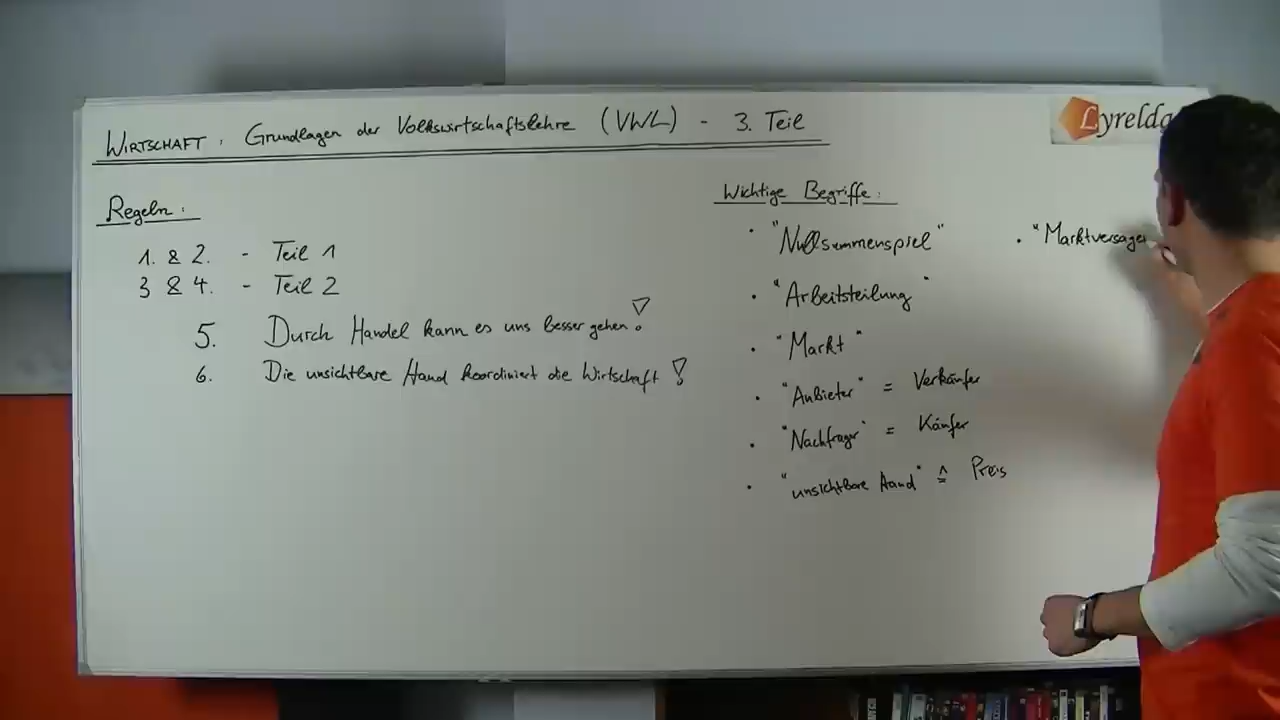 WIRTSCHAFT: Grundlagen der Volkswirtschaftslehre (VWL) - 3. Teil
Lyrelda
Regeln:
1. & 2. - Teil 1
3 & 4. - Teil 2
5. Durch Handel kann es uns besser gehen!
6. Die unsichtbare Hand koordiniert die Wirtschaft!
Wichtige Begriffe:
• "Nullsummenspiel"
• "Arbeitsteilung"
• "Markt"
• "Anbieter" = Verkäufer
• "Nachfrager" = Käufer
• "unsichtbare Hand" ≙ Preis
• "Marktversagen